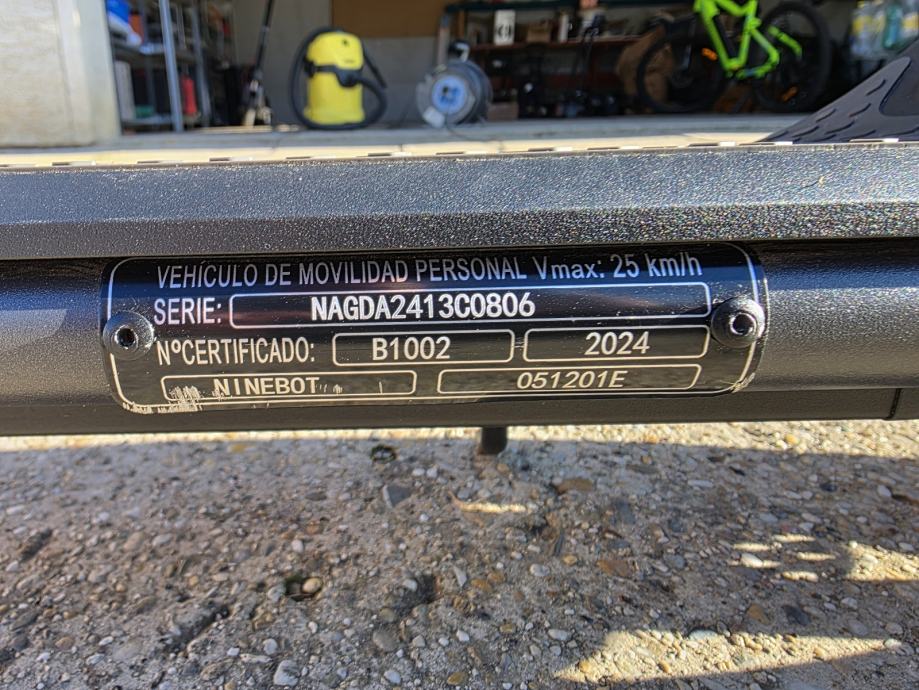 VEHÍCULO DE MOVILIDAD PERSONAL Vmax: 25 km/h
SERIE: NAGDA2413C0806
NºCERTIFICADO: B1002 2024
NINEBOT 051201E